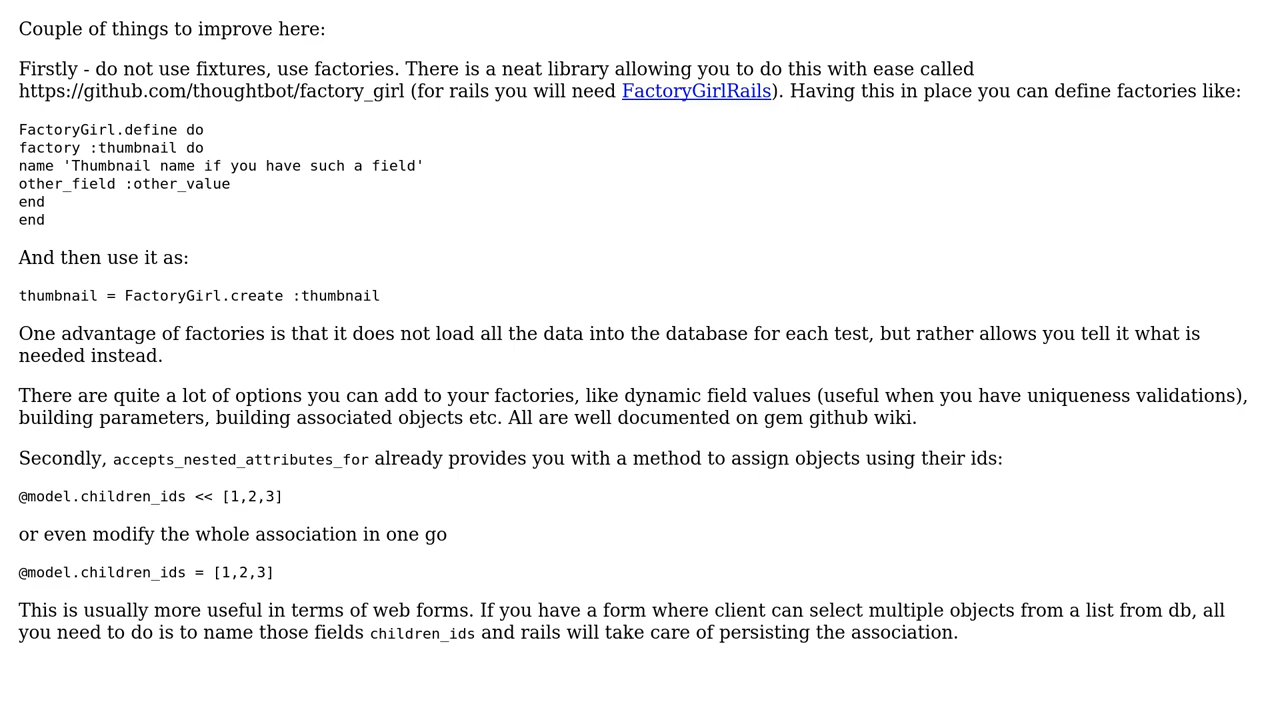 Couple of things to improve here:
Firstly - do not use fixtures, use factories. There is a neat library allowing you to do this with ease called
https://github.com/thoughtbot/factory_girl (for rails you will need FactoryGirlRails). Having this in place you can define factories like:
FactoryGirl.define do
factory :thumbnail do
name 'Thumbnail name if you have such a field'
other_field :other_value
end
end
And then use it as:
thumbnail = FactoryGirl.create :thumbnail
One advantage of factories is that it does not load all the data into the database for each test, but rather allows you tell it what is
needed instead.
There are quite a lot of options you can add to your factories, like dynamic field values (useful when you have uniqueness validations),
building parameters, building associated objects etc. All are well documented on gem github wiki.
Secondly, accepts_nested_attributes_for already provides you with a method to assign objects using their ids:
@model.children_ids << [1,2,3]
or even modify the whole association in one go
@model.children_ids = [1,2,3]
This is usually more useful in terms of web forms. If you have a form where client can select multiple objects from a list from db, all
you need to do is to name those fields children_ids and rails will take care of persisting the association.